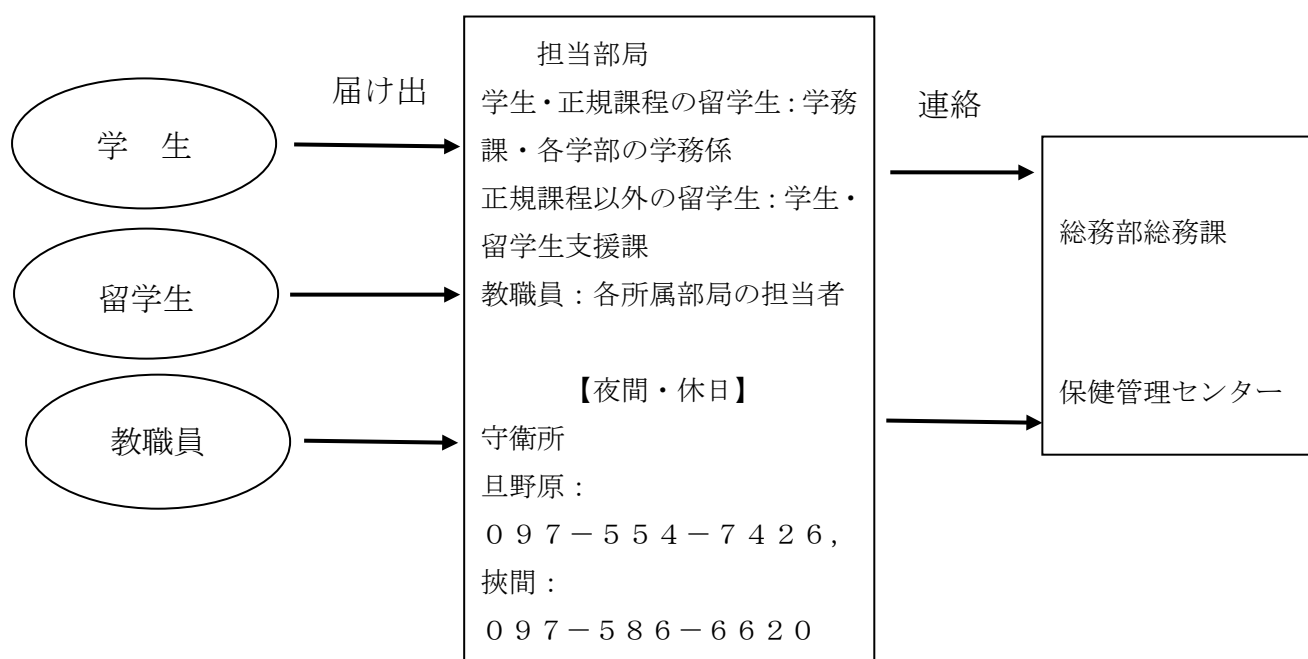 学　生
留学生
教職員
届け出
担当部局
学生・正規課程の留学生：学務
課・各学部の学務係
正規課程以外の留学生：学生・
留学生支援課
教職員：各所属部局の担当者
【夜間・休日】
守衛所
旦野原：
０９７－５５４－７４２６，
挾間：
０９７－５８６－６６２０
連絡
総務部総務課
保健管理センター